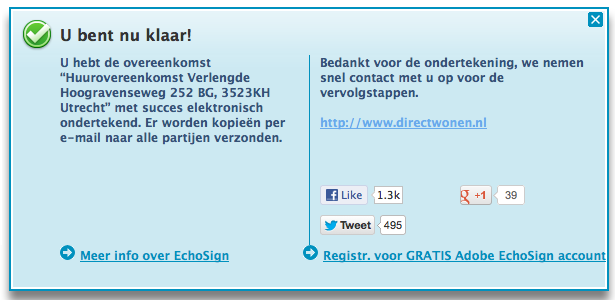 U bent nu klaar!
U hebt de overeenkomst
“Huurovereenkomst Verlengde
Hoogravenseweg 252 BG, 3523KH
Utrecht” met succes elektronisch
ondertekend. Er worden kopieën per
e-mail naar alle partijen verzonden.
Bedankt voor de ondertekening, we nemen
snel contact met u op voor de
vervolgstappen.
http://www.directwonen.nl
Like 1.3k
g +1 39
Tweet 495
Meer info over EchoSign
Registr. voor GRATIS Adobe EchoSign account